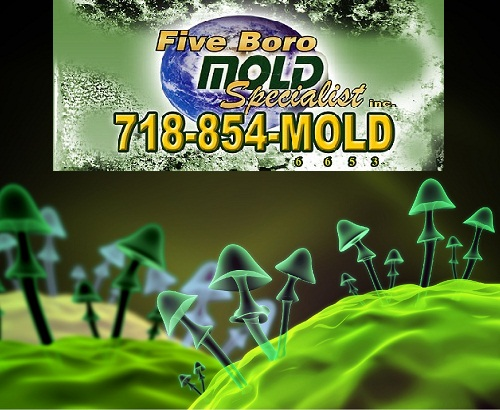 Five Boro
MOLD
Specialist inc.
718-854-MOLD
6 6 5 3